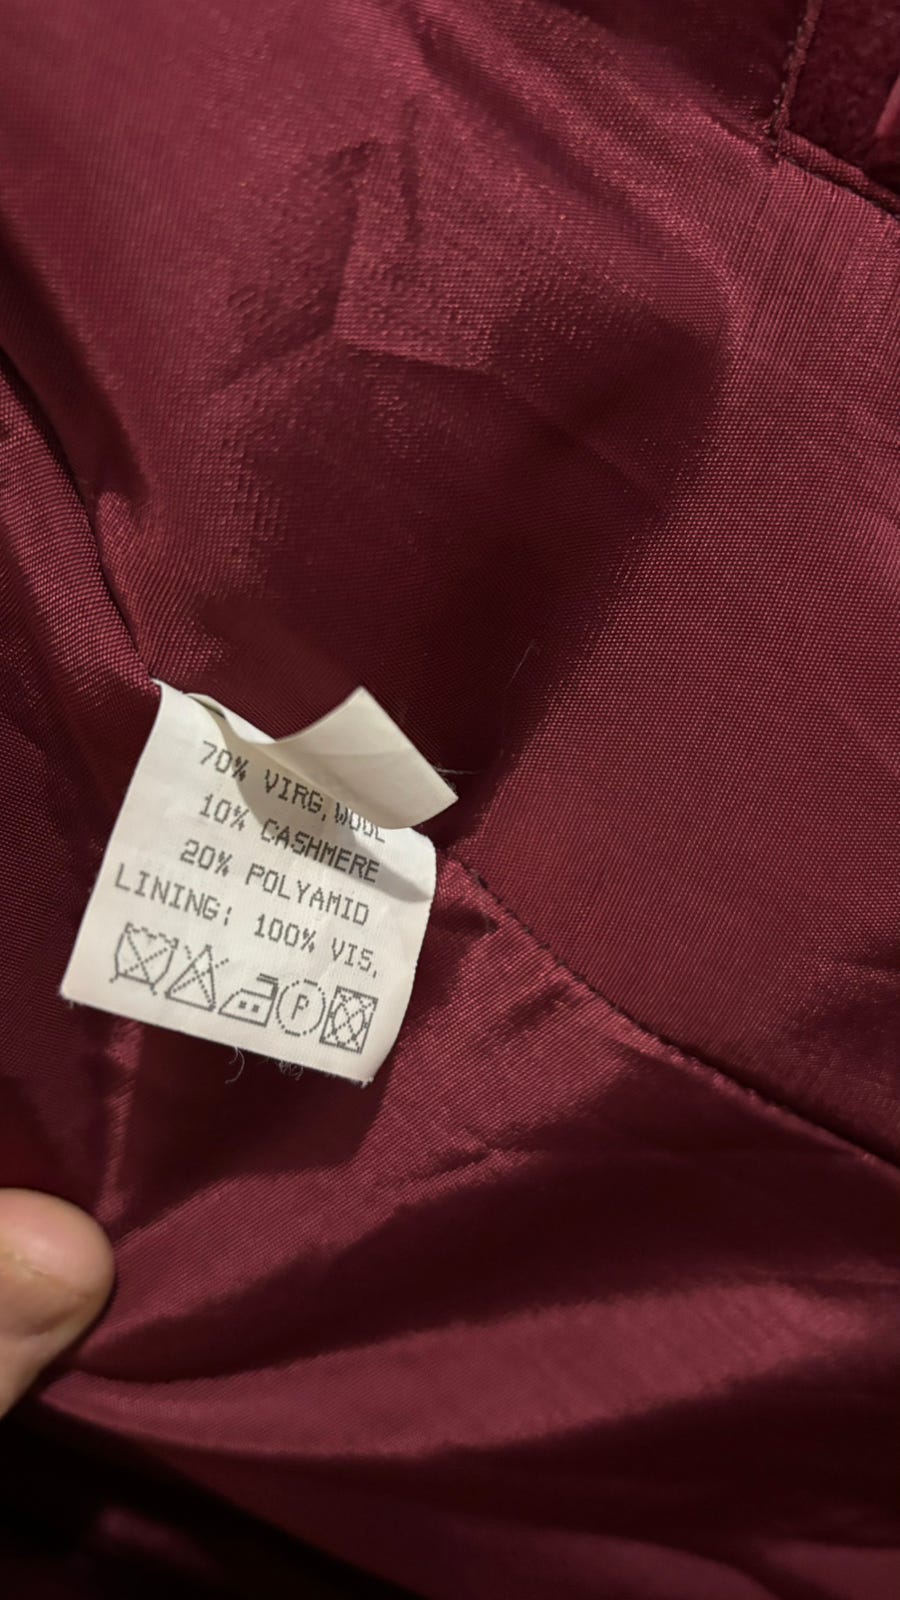 70% VIRG. WOOL
10% CASHMERE
20% POLYAMID
LINING: 100% VIS.
P